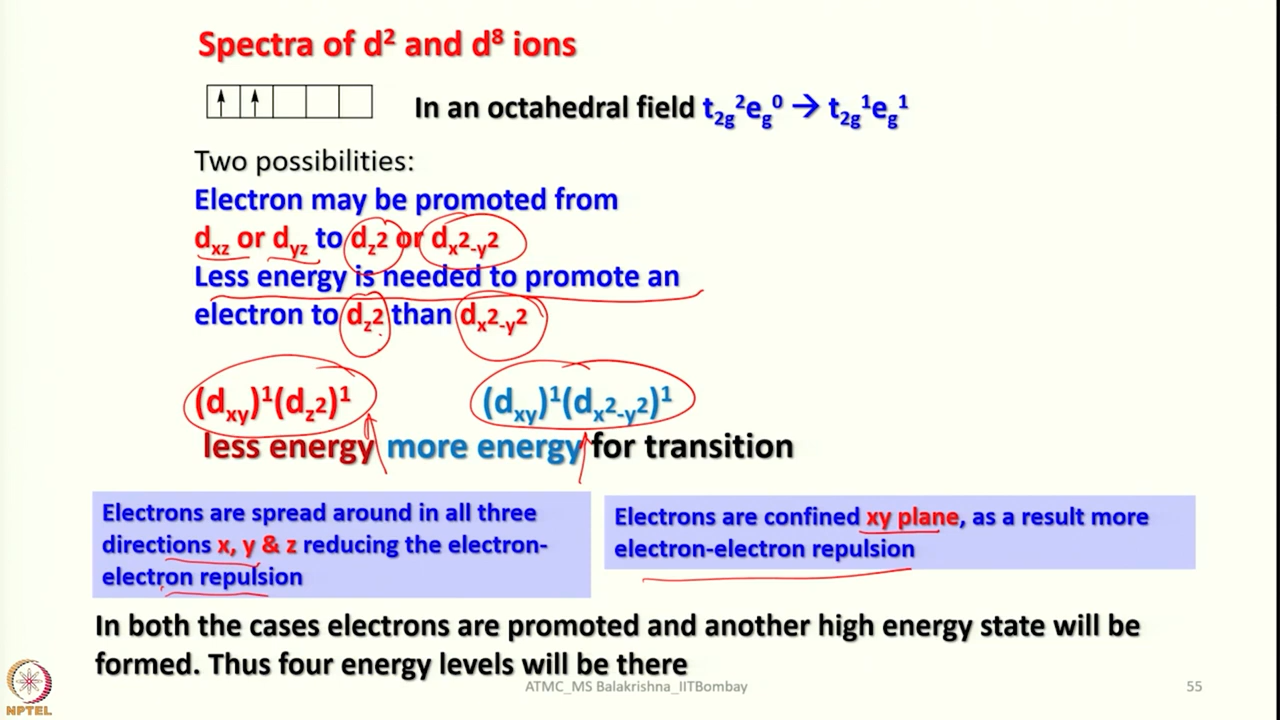 Spectra of d² and d⁸ ions
In an octahedral field t₂g²eg⁰ → t₂g¹eg¹
Two possibilities:
Electron may be promoted from
dxz or dyz to dz² or dx²-y²
Less energy is needed to promote an
electron to dz² than dx²-y²
(dxy)¹(dz²)¹ (dxy)¹(dx²-y²)¹
less energy more energy for transition
Electrons are spread around in all three
directions x, y & z reducing the electron-
electron repulsion
Electrons are confined xy plane, as a result more
electron-electron repulsion
In both the cases electrons are promoted and another high energy state will be
formed. Thus four energy levels will be there
ATMC_MS Balakrishna_IITBombay
55
NPTEL